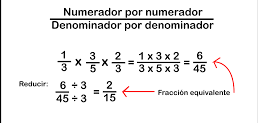 Numerador por numerador
Denominador por denominador
1/3 x 3/5 x 2/3 = 1 x 3 x 2 / 3 x 5 x 3 = 6/45
Reducir: 6 ÷ 3 / 45 ÷ 3 = 2/15 Fracción equivalente